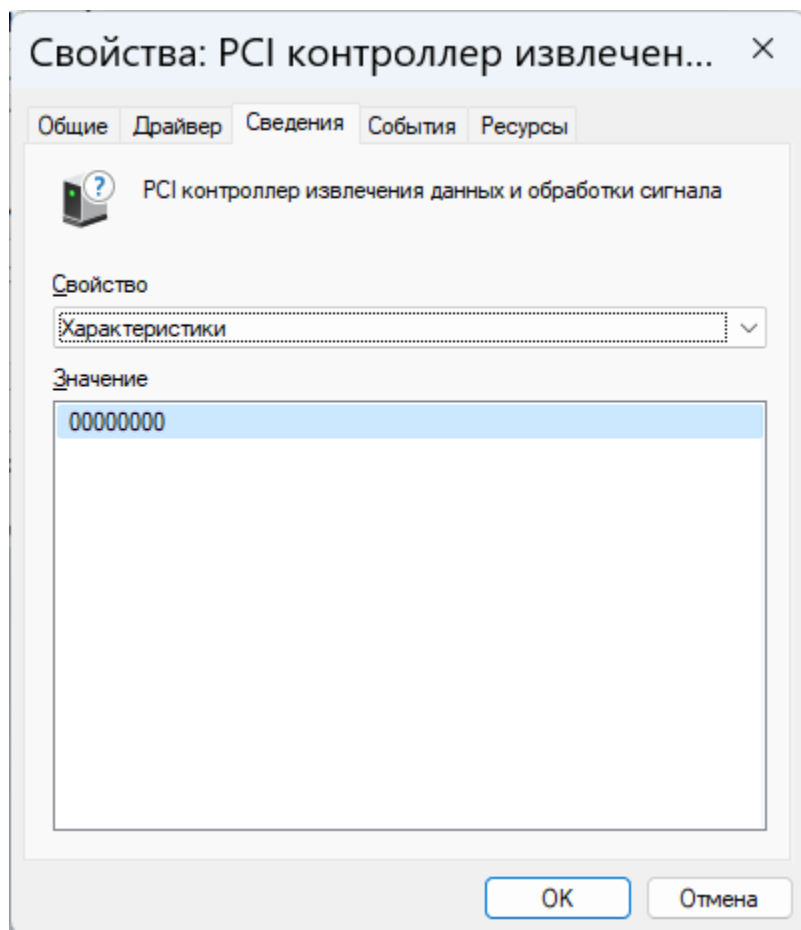 Свойства: PCI контроллер извлечен...
Общие Драйвер Сведения События Ресурсы
PCI контроллер извлечения данных и обработки сигнала
Свойство
Характеристики
Значение
00000000
OK Отмена